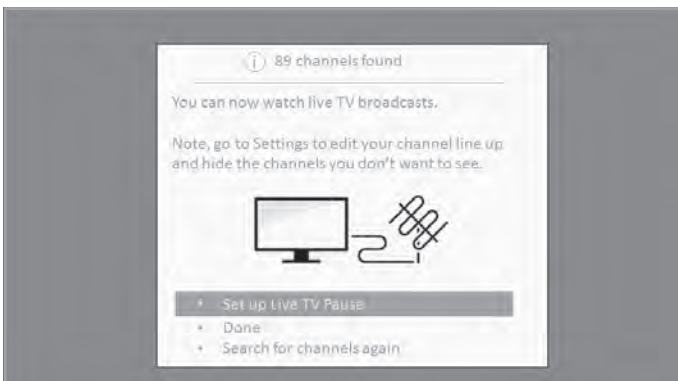 89 channels found
You can now watch live TV broadcasts.
Note, go to Settings to edit your channel line up
and hide the channels you don't want to see.
• Set up Live TV Pause
• Done
• Search for channels again